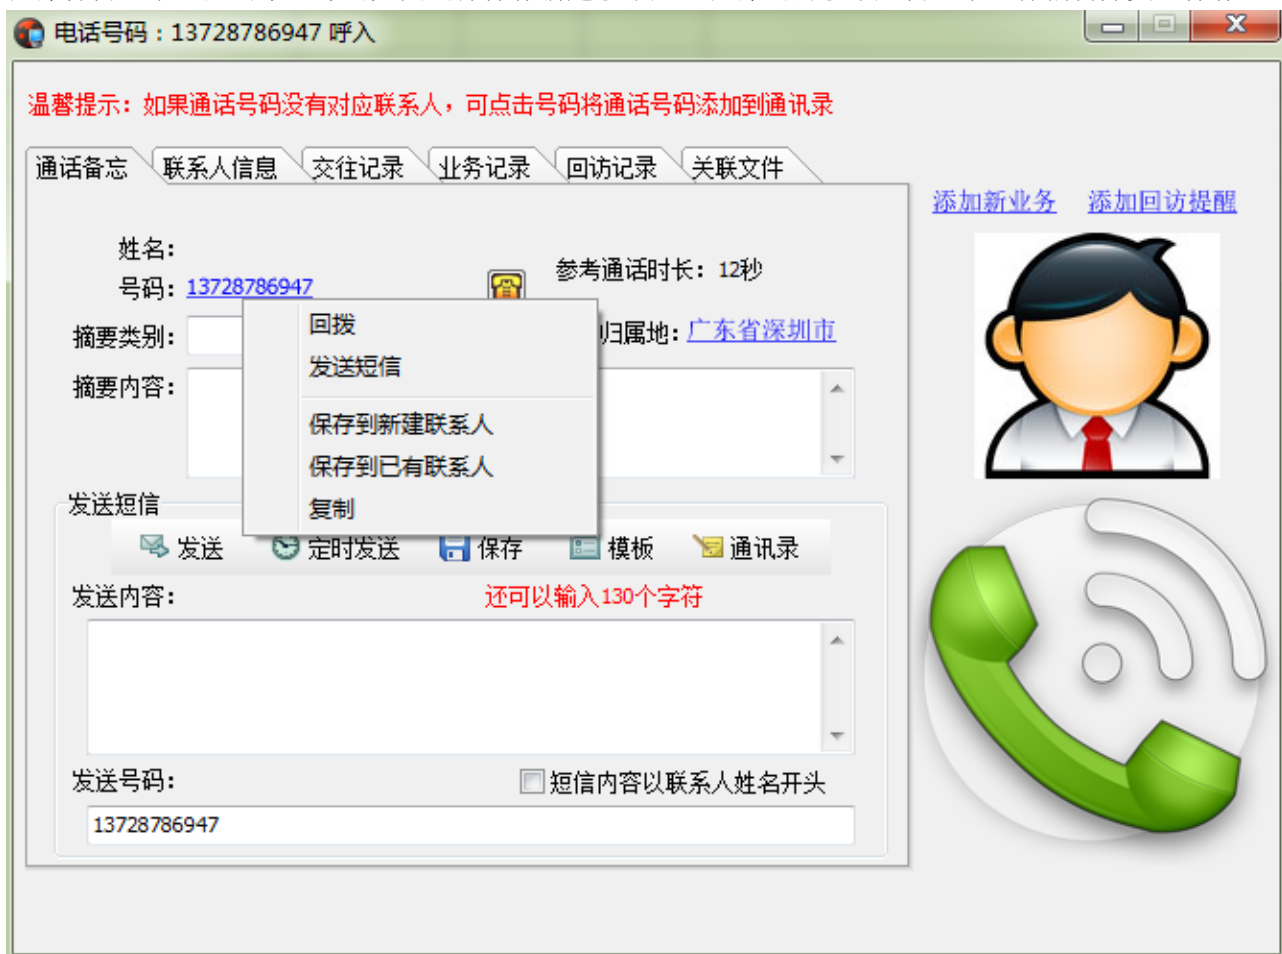 电话号码：13728786947 呼入
温馨提示：如果通话号码没有对应联系人，可点击号码将通话号码添加到通讯录
通话备忘 联系人信息 交往记录 业务记录 回访记录 关联文件
添加新业务 添加回访提醒
姓名：
参考通话时长：12秒
号码：13728786947
摘要类别：
归属地：广东省深圳市
摘要内容：
回拨
发送短信
保存到新建联系人
保存到已有联系人
复制
发送短信
发送 定时发送 保存 模板 通讯录
发送内容：
还可以输入130个字符
发送号码：
短信内容以联系人姓名开头
13728786947